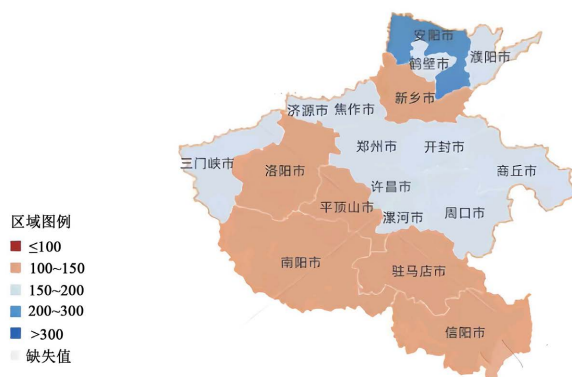 安阳市
鹤壁市
濮阳市
新乡市
济源市
焦作市
郑州市
开封市
三门峡市
洛阳市
商丘市
许昌市
平顶山市
漯河市
周口市
南阳市
驻马店市
信阳市
区域图例
≤100
100~150
150~200
200~300
>300
缺失值